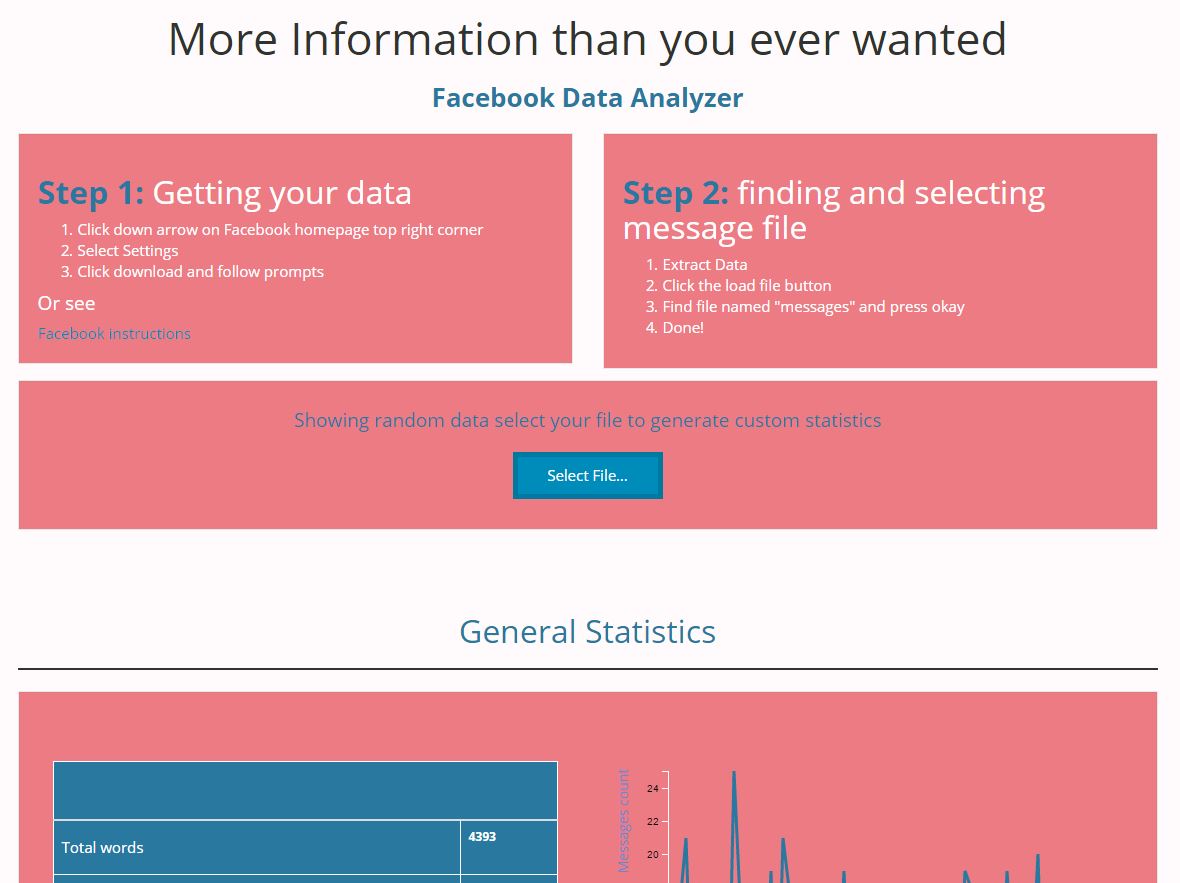 More Information than you ever wanted
Facebook Data Analyzer
Step 1: Getting your data
1. Click down arrow on Facebook homepage top right corner
2. Select Settings
3. Click download and follow prompts
Or see
Facebook instructions
Step 2: finding and selecting
message file
1. Extract Data
2. Click the load file button
3. Find file named "messages" and press okay
4. Done!
Showing random data select your file to generate custom statistics
Select File...
General Statistics
Total words
4393
Messages count
24
22
20